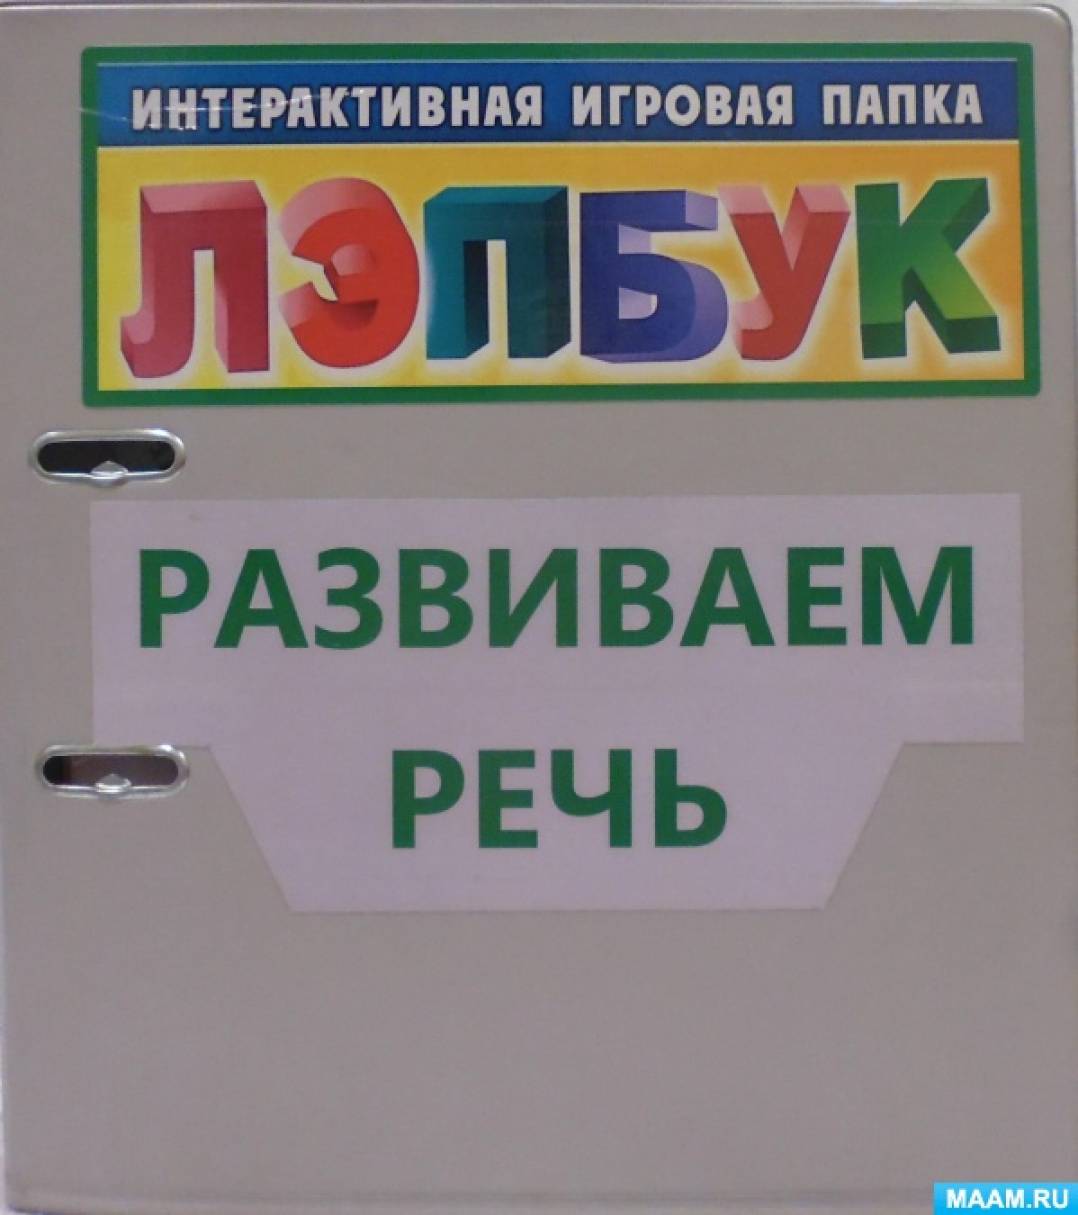 ИНТЕРАКТИВНАЯ ИГРОВАЯ ПАПКА
ЛЭПБУК
РАЗВИВАЕМ
РЕЧЬ
MAAM.RU